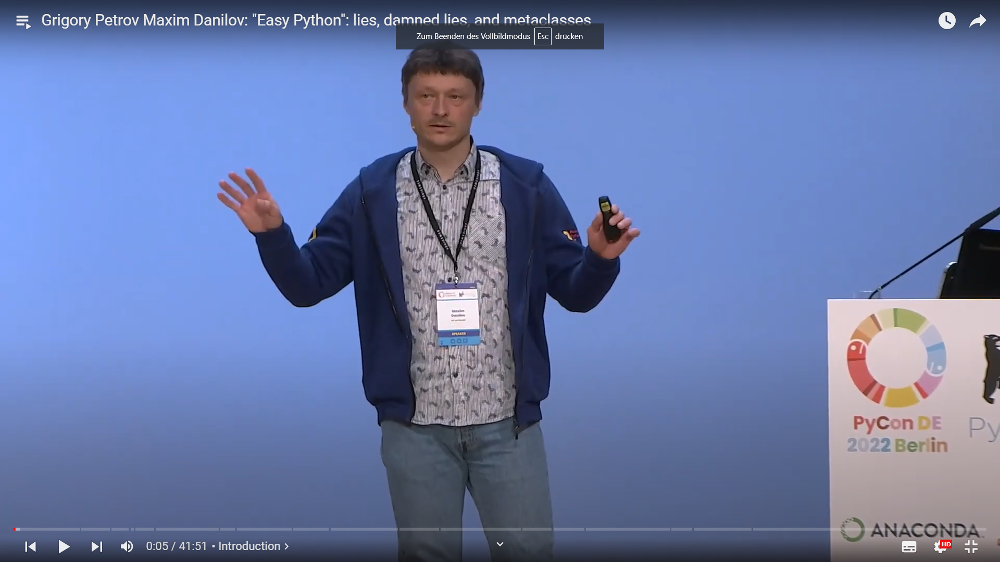 Grigory Petrov Maxim Danilov: "Easy Python": lies, damned lies, and metaclasses
Zum Beenden des Vollbildmodus Esc drücken
Maxim
Danilov
SPEAKER
PyCon DE
2022 Berlin
Py
ANACONDA
0:05 / 41:51 • Introduction
HD